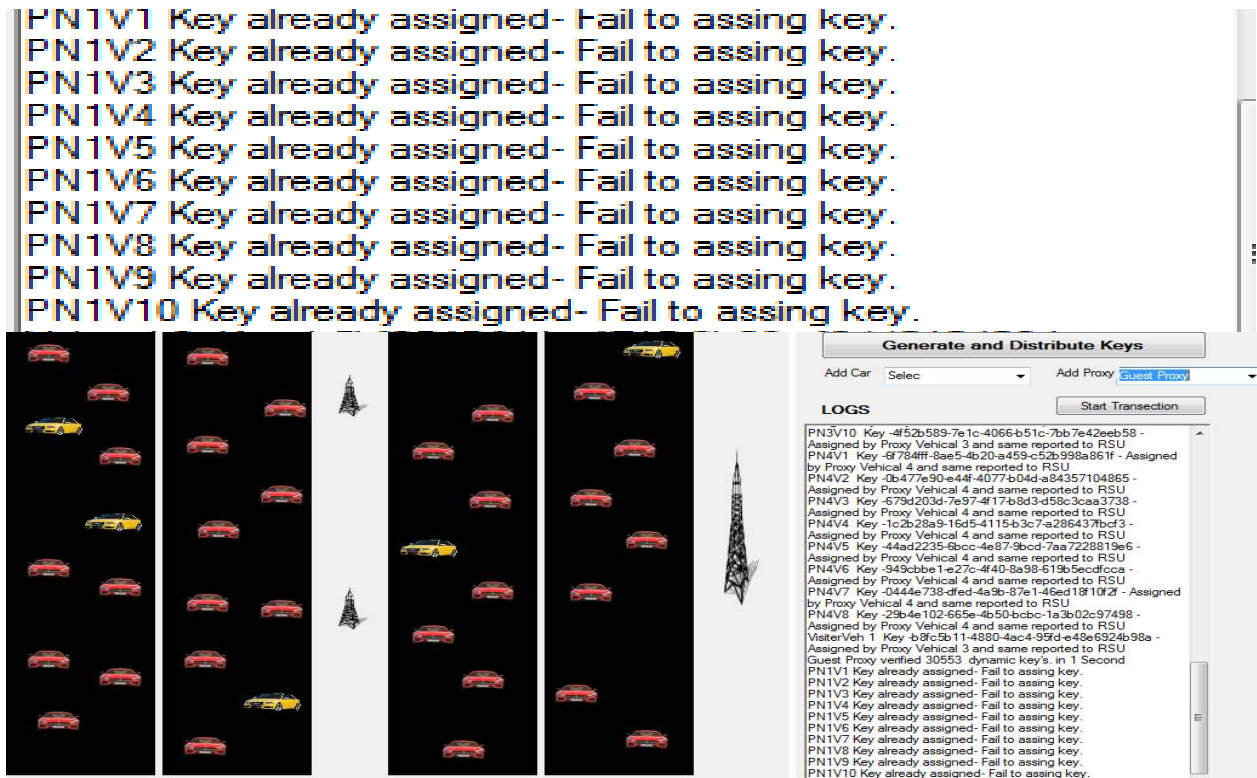 PN1V1 Key already assigned- Fail to assing key.
PN1V2 Key already assigned- Fail to assing key.
PN1V3 Key already assigned- Fail to assing key.
PN1V4 Key already assigned- Fail to assing key.
PN1V5 Key already assigned- Fail to assing key.
PN1V6 Key already assigned- Fail to assing key.
PN1V7 Key already assigned- Fail to assing key.
PN1V8 Key already assigned- Fail to assing key.
PN1V9 Key already assigned- Fail to assing key.
PN1V10 Key already assigned- Fail to assing key.
Generate and Distribute Keys
Add Car Selec Add Proxy Guest Proxy
LOGS Start Transection
PN3V10 Key -4f52b589-7e1c-4066-b51c-7bb7e42eeb58 -
Assigned by Proxy Vehical 3 and same reported to RSU
PN4V1 Key -6f784fff-8ae5-4b20-a459-c52b998a861f - Assigned
by Proxy Vehical 4 and same reported to RSU
PN4V2 Key -0b477e90-e44f-4077-b04d-a84357104865 -
Assigned by Proxy Vehical 4 and same reported to RSU
PN4V3 Key -679d203d-7e97-4f17-b8d3-d58c3caa3738 -
Assigned by Proxy Vehical 4 and same reported to RSU
PN4V4 Key -1c2b28a9-16d5-4115-b3c7-a286437fbcf3 -
Assigned by Proxy Vehical 4 and same reported to RSU
PN4V5 Key -44ad2235-6bcc-4e87-9bcd-7aa7228819e6 -
Assigned by Proxy Vehical 4 and same reported to RSU
PN4V6 Key -949cbbe1-e27c-4f40-8a98-619b5ecdfcca -
Assigned by Proxy Vehical 4 and same reported to RSU
PN4V7 Key -0444e738-dfed-4a9b-87e1-46ed18f10f2f - Assigned
by Proxy Vehical 4 and same reported to RSU
PN4V8 Key -29b4e102-665e-4b50-bcbc-1a3b02c97498 -
Assigned by Proxy Vehical 4 and same reported to RSU
VisiterVeh 1 Key -b8fc5b11-4880-4ac4-95fd-e48e6924b98a -
Assigned by Proxy Vehical 3 and same reported to RSU
Guest Proxy verified 30553 dynamic key's. in 1 Second
PN1V1 Key already assigned- Fail to assing key.
PN1V2 Key already assigned- Fail to assing key.
PN1V3 Key already assigned- Fail to assing key.
PN1V4 Key already assigned- Fail to assing key.
PN1V5 Key already assigned- Fail to assing key.
PN1V6 Key already assigned- Fail to assing key.
PN1V7 Key already assigned- Fail to assing key.
PN1V8 Key already assigned- Fail to assing key.
PN1V9 Key already assigned- Fail to assing key.
PN1V10 Key already assigned- Fail to assing key.